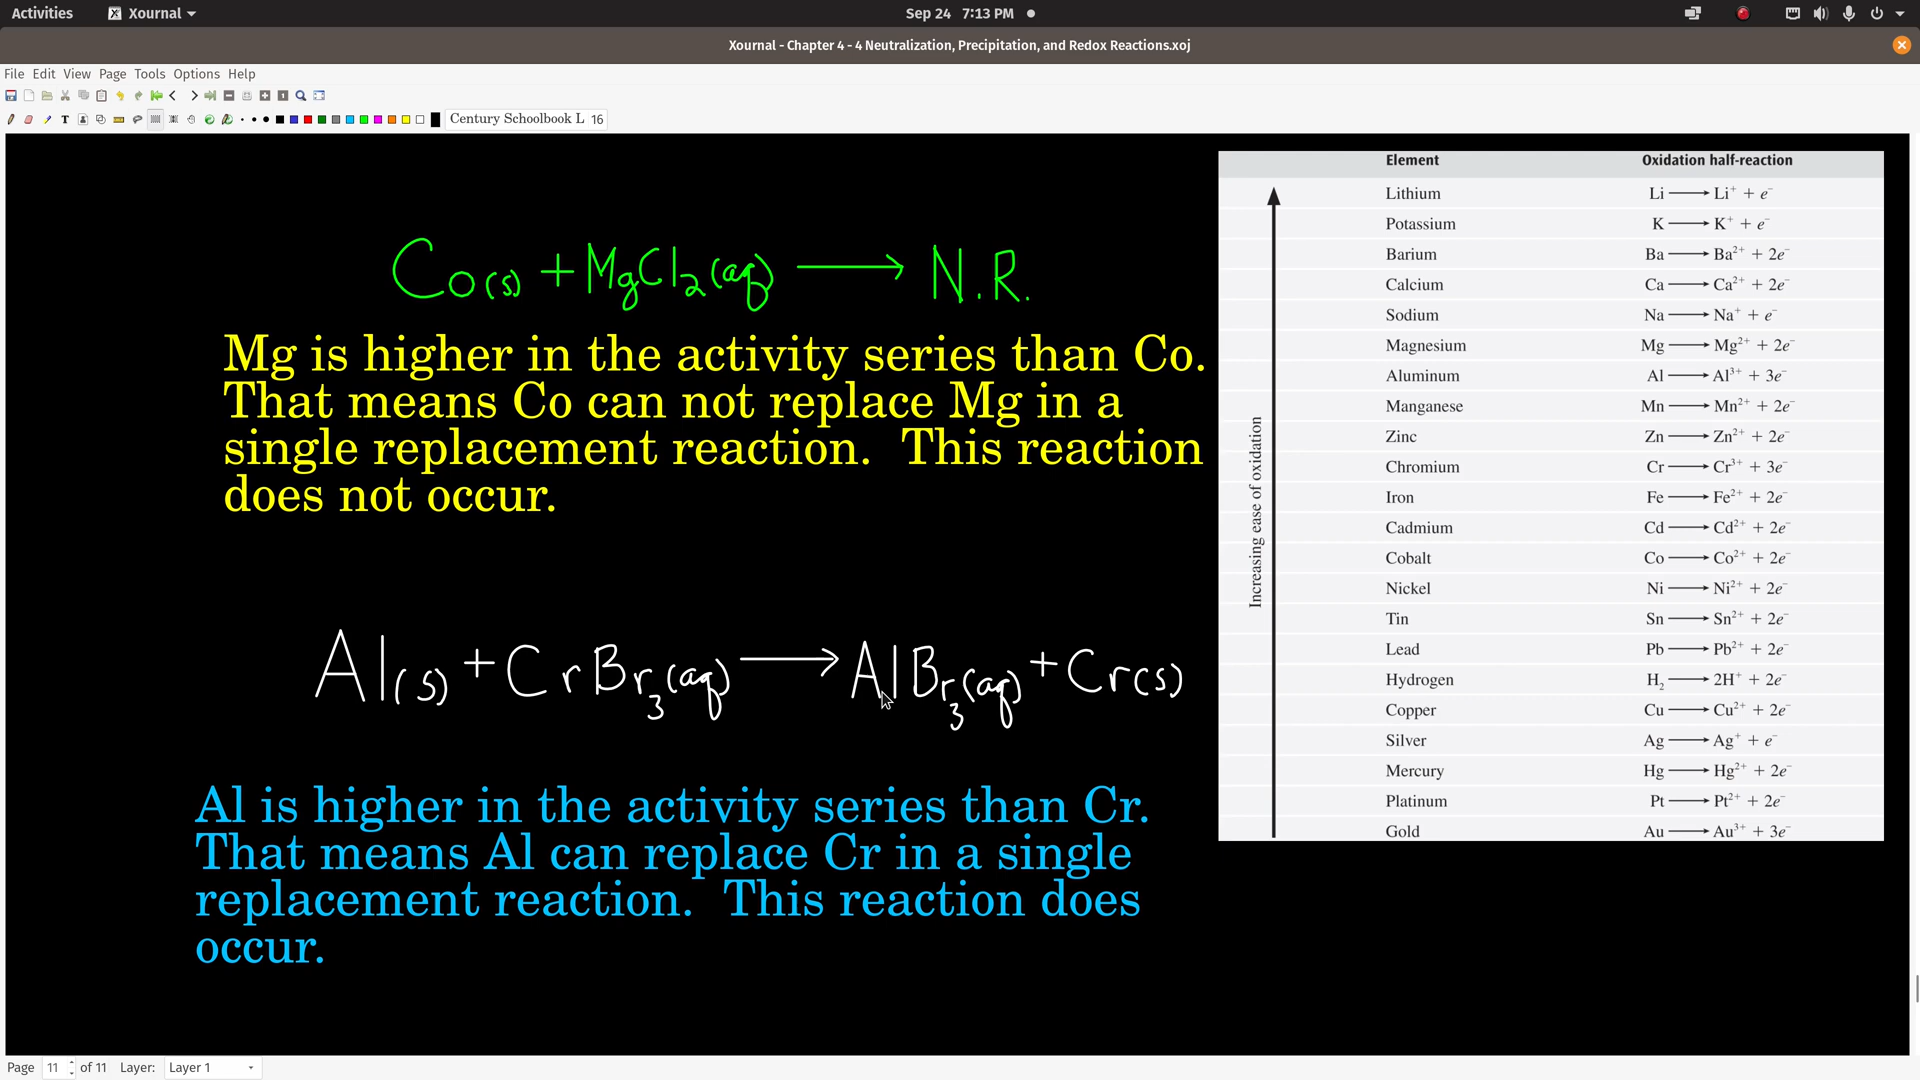 Activities Xournal Sep 24 7:13 PM
Xournal - Chapter 4 - 4 Neutralization, Precipitation, and Redox Reactions.xoj
File Edit View Page Tools Options Help
Century Schoolbook L 16
Co(s) + MgCl₂(aq) ⟶ N.R.
Mg is higher in the activity series than Co.
That means Co can not replace Mg in a
single replacement reaction. This reaction
does not occur.
Al(s) + CrBr₃(aq) ⟶ AlBr₃(aq) + Cr(s)
Al is higher in the activity series than Cr.
That means Al can replace Cr in a single
replacement reaction. This reaction does
occur.
Element Oxidation half-reaction
Increasing ease of oxidation
Lithium Li ⟶ Li⁺ + e⁻
Potassium K ⟶ K⁺ + e⁻
Barium Ba ⟶ Ba²⁺ + 2e⁻
Calcium Ca ⟶ Ca²⁺ + 2e⁻
Sodium Na ⟶ Na⁺ + e⁻
Magnesium Mg ⟶ Mg²⁺ + 2e⁻
Aluminum Al ⟶ Al³⁺ + 3e⁻
Manganese Mn ⟶ Mn²⁺ + 2e⁻
Zinc Zn ⟶ Zn²⁺ + 2e⁻
Chromium Cr ⟶ Cr³⁺ + 3e⁻
Iron Fe ⟶ Fe²⁺ + 2e⁻
Cadmium Cd ⟶ Cd²⁺ + 2e⁻
Cobalt Co ⟶ Co²⁺ + 2e⁻
Nickel Ni ⟶ Ni²⁺ + 2e⁻
Tin Sn ⟶ Sn²⁺ + 2e⁻
Lead Pb ⟶ Pb²⁺ + 2e⁻
Hydrogen H₂ ⟶ 2H⁺ + 2e⁻
Copper Cu ⟶ Cu²⁺ + 2e⁻
Silver Ag ⟶ Ag⁺ + e⁻
Mercury Hg ⟶ Hg²⁺ + 2e⁻
Platinum Pt ⟶ Pt²⁺ + 2e⁻
Gold Au ⟶ Au³⁺ + 3e⁻
Page 11 of 11 Layer: Layer 1